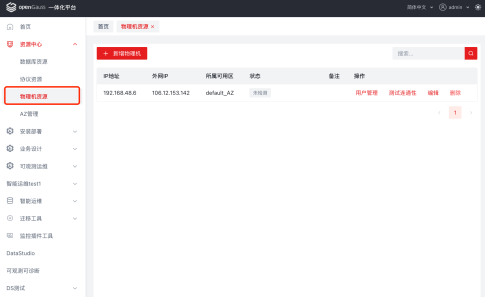 openGauss 一体化平台
简体中文 admin
首页
首页 物理机资源 ×
资源中心
数据库资源
协议资源
物理机资源
AZ管理
安装部署
业务设计
可观测运维
智能运维test1
智能运维
迁移工具
监控插件工具
DataStudio
可观测可诊断
DS测试
+ 新增物理机
搜索...
IP地址 外网IP 所属可用区 状态 备注 操作
192.168.48.6 106.12.153.142 default_AZ 未检测 用户管理 测试连通性 编辑 删除
< 1 >